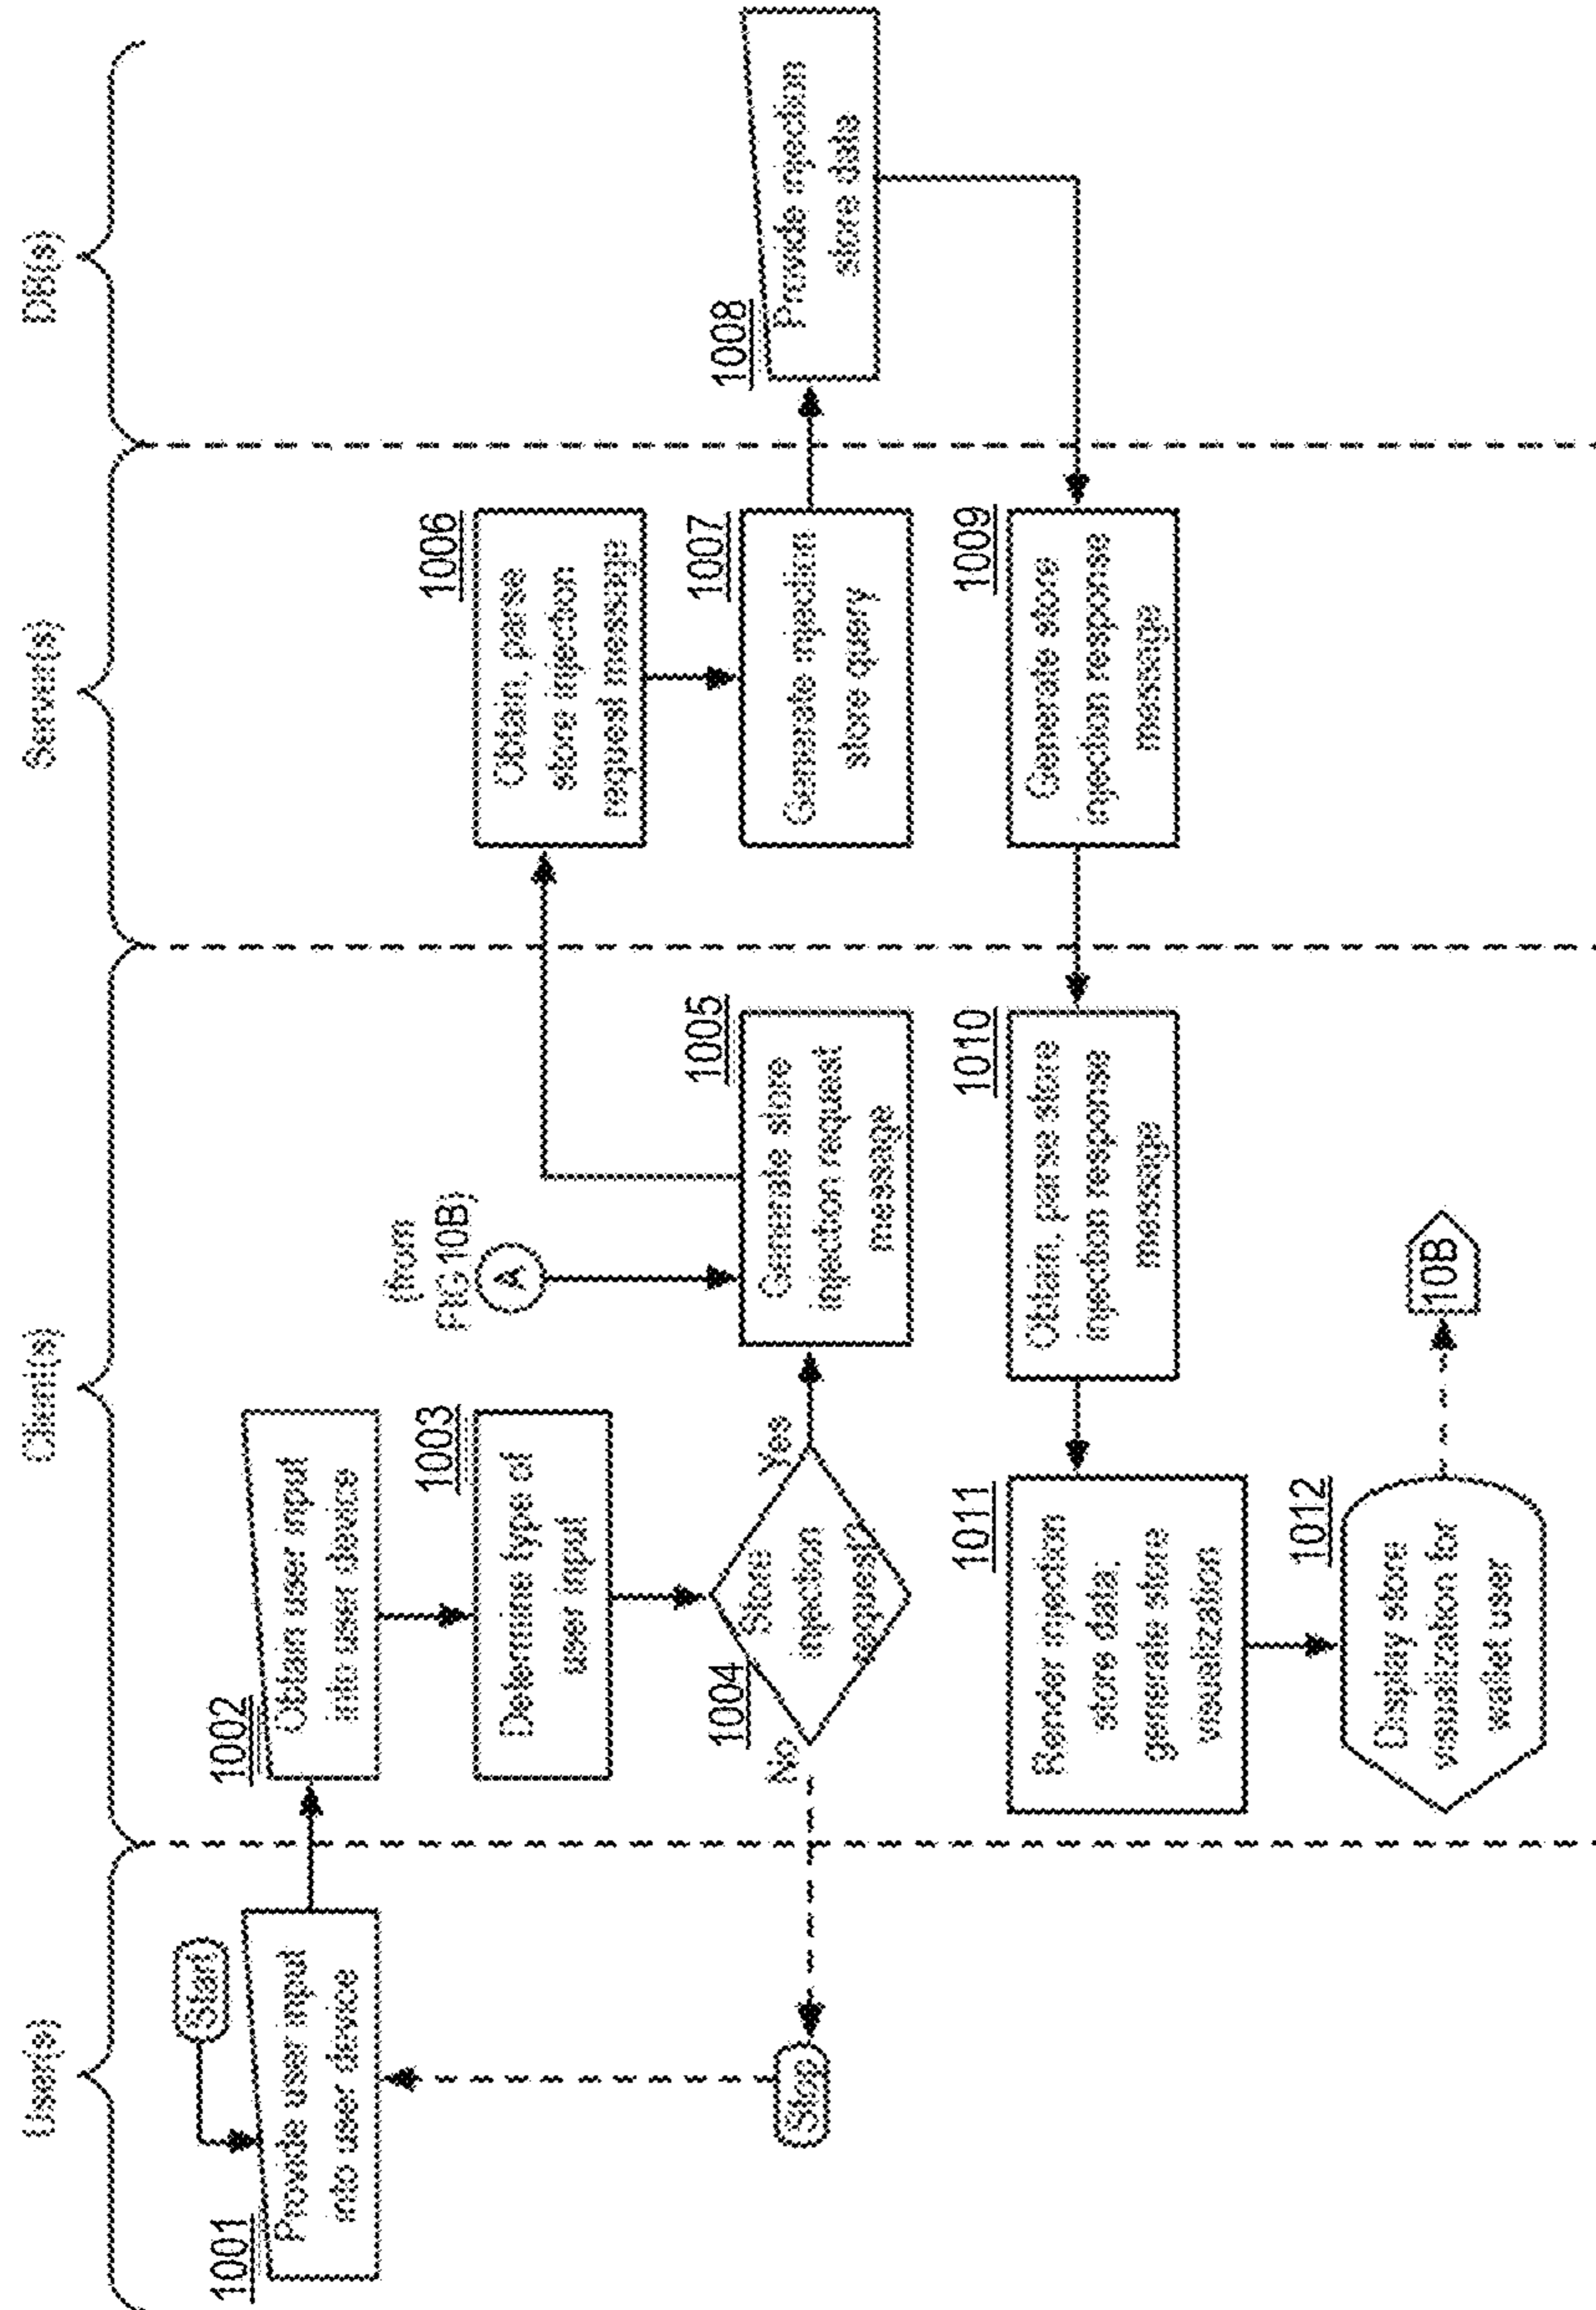 User(s)
Client(s)
Server(s)
DB(s)
Start
1001
Provide user input
into user device
1002
Obtain user input
into user device
1003
Determine type of
user input
1004
Store
injection
request?
Yes
No
Stop
(from
FIG 10B)
A
1005
Generate store
injection request
message
1006
Obtain, parse
store injection
request message
1007
Generate injection
store query
1008
Provide injection
store data
1009
Generate store
injection response
message
1010
Obtain, parse store
injection response
message
1011
Render injection
store data;
generate store
visualization
1012
Display store
visualization for
wallet user
10B